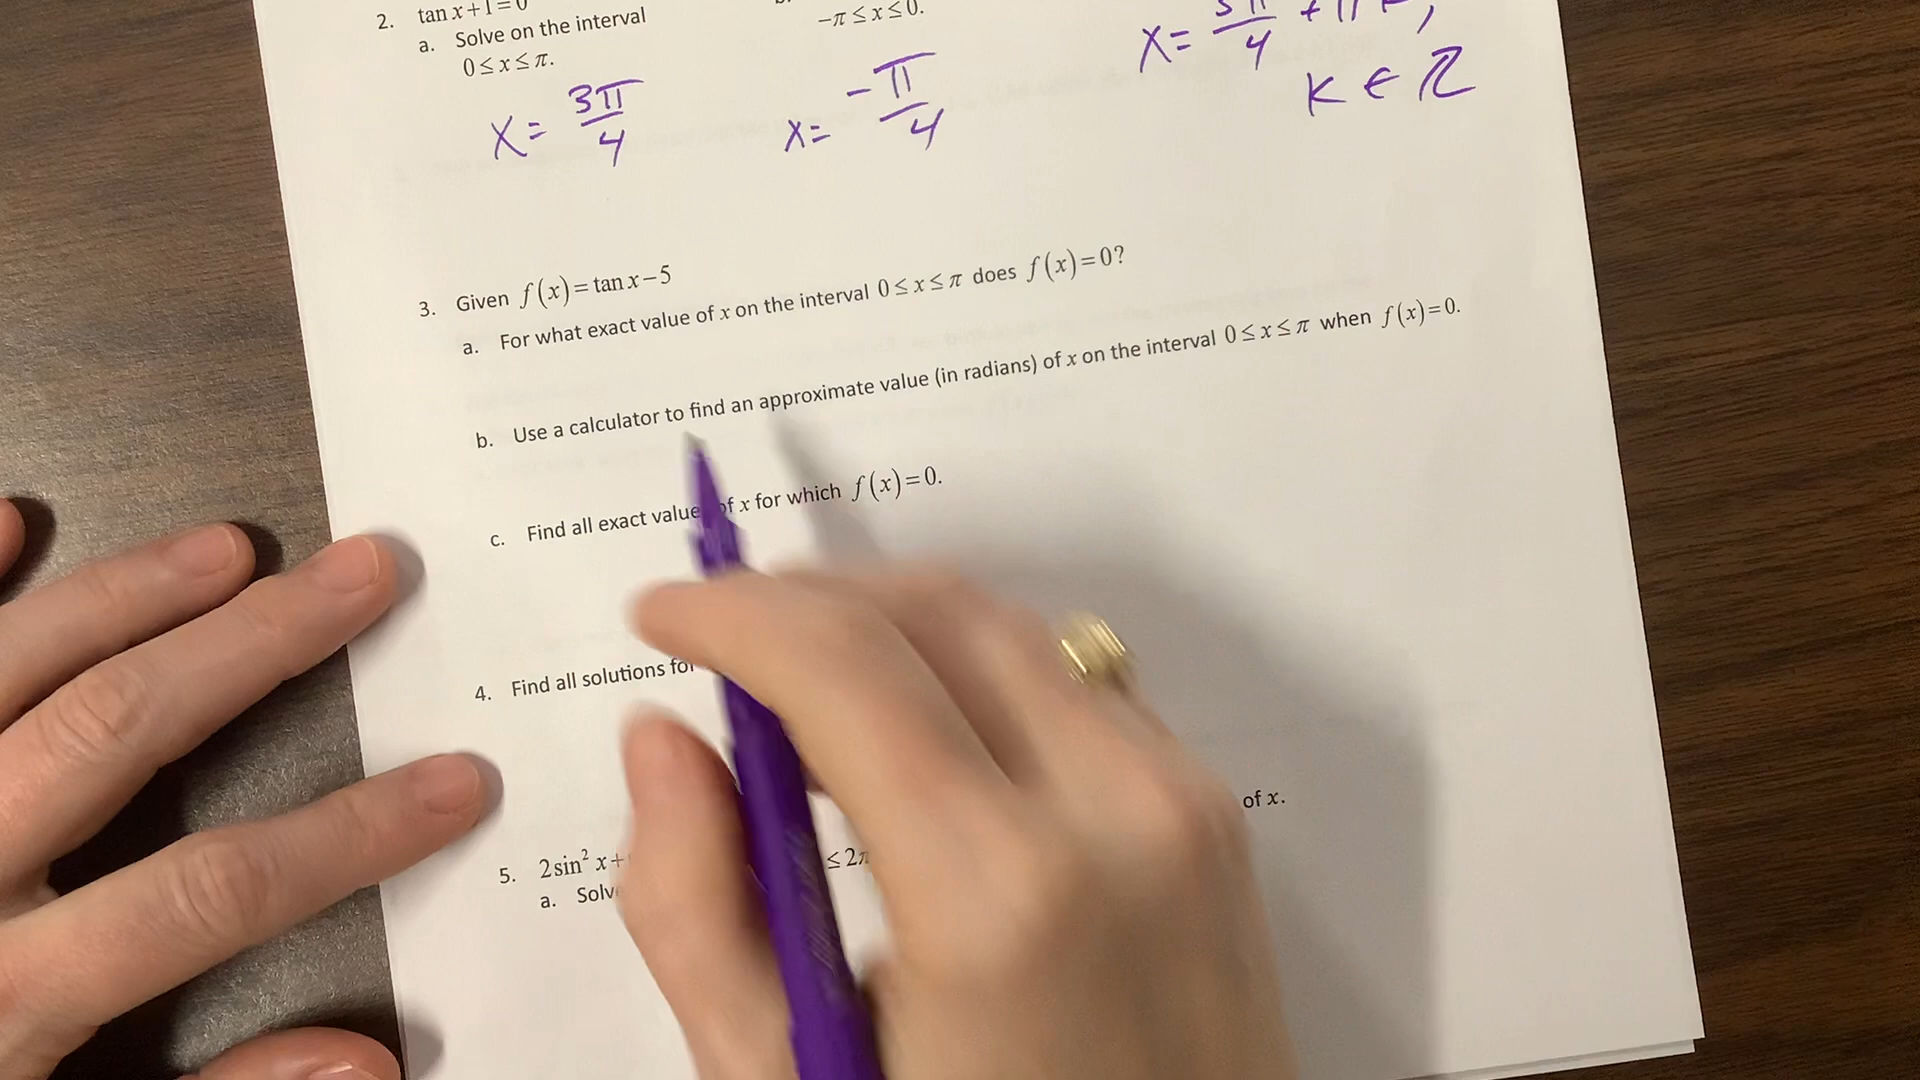 2. tan x+1=0
a. Solve on the interval
0≤x≤π.
-π≤x≤0.
x= 3π/4
x= -π/4
x= 3π/4 + πk,
k ∈ ℤ
3. Given f(x)=tan x−5
a. For what exact value of x on the interval 0≤x≤π does f(x)=0?
b. Use a calculator to find an approximate value (in radians) of x on the interval 0≤x≤π when f(x)=0.
c. Find all exact value of x for which f(x)=0.
4. Find all solutions for
of x.
5. 2sin² x+
≤2π
a.